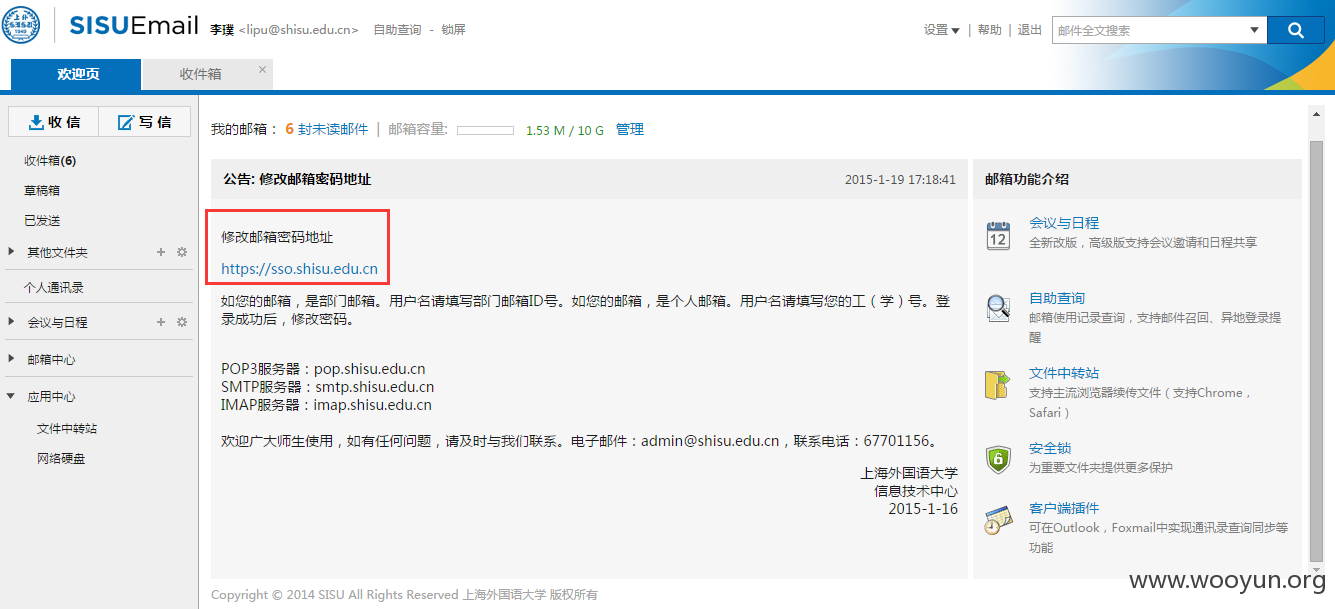 SISUEmail 李璞 <lipu@shisu.edu.cn> 自助查询 - 锁屏
设置 | 帮助 | 退出 邮件全文搜索
欢迎页 收件箱 ×
收信 写信
收件箱(6)
草稿箱
已发送
其他文件夹 +
个人通讯录
会议与日程 +
邮箱中心
应用中心
文件中转站
网络硬盘
我的邮箱： 6 封未读邮件 | 邮箱容量: 1.53 M / 10 G 管理
公告: 修改邮箱密码地址 2015-1-19 17:18:41
修改邮箱密码地址
https://sso.shisu.edu.cn
如您的邮箱，是部门邮箱。用户名请填写部门邮箱ID号。如您的邮箱，是个人邮箱。用户名请填写您的工（学）号。登
录成功后，修改密码。
POP3服务器：pop.shisu.edu.cn
SMTP服务器：smtp.shisu.edu.cn
IMAP服务器：imap.shisu.edu.cn
欢迎广大师生使用，如有任何问题，请及时与我们联系。电子邮件：admin@shisu.edu.cn，联系电话：67701156。
上海外国语大学
信息技术中心
2015-1-16
邮箱功能介绍
12
会议与日程
全新改版，高级版支持会议邀请和日程共享
自助查询
邮箱使用记录查询，支持邮件召回、异地登录提
醒
文件中转站
支持主流浏览器续传文件（支持Chrome，
Safari）
安全锁
为重要文件夹提供更多保护
客户端插件
可在Outlook，Foxmail中实现通讯录查询同步等
功能
Copyright © 2014 SISU All Rights Reserved 上海外国语大学 版权所有
www.wooyun.org